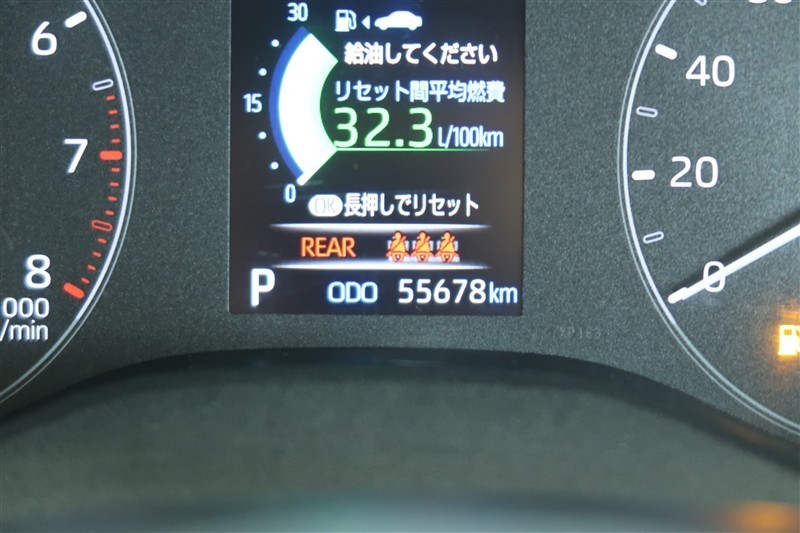 30
給油してください
リセット間平均燃費
15
32.3 L/100km
0
OK 長押しでリセット
REAR
P ODO 55678km
6
7
8
000
/min
40
20
0